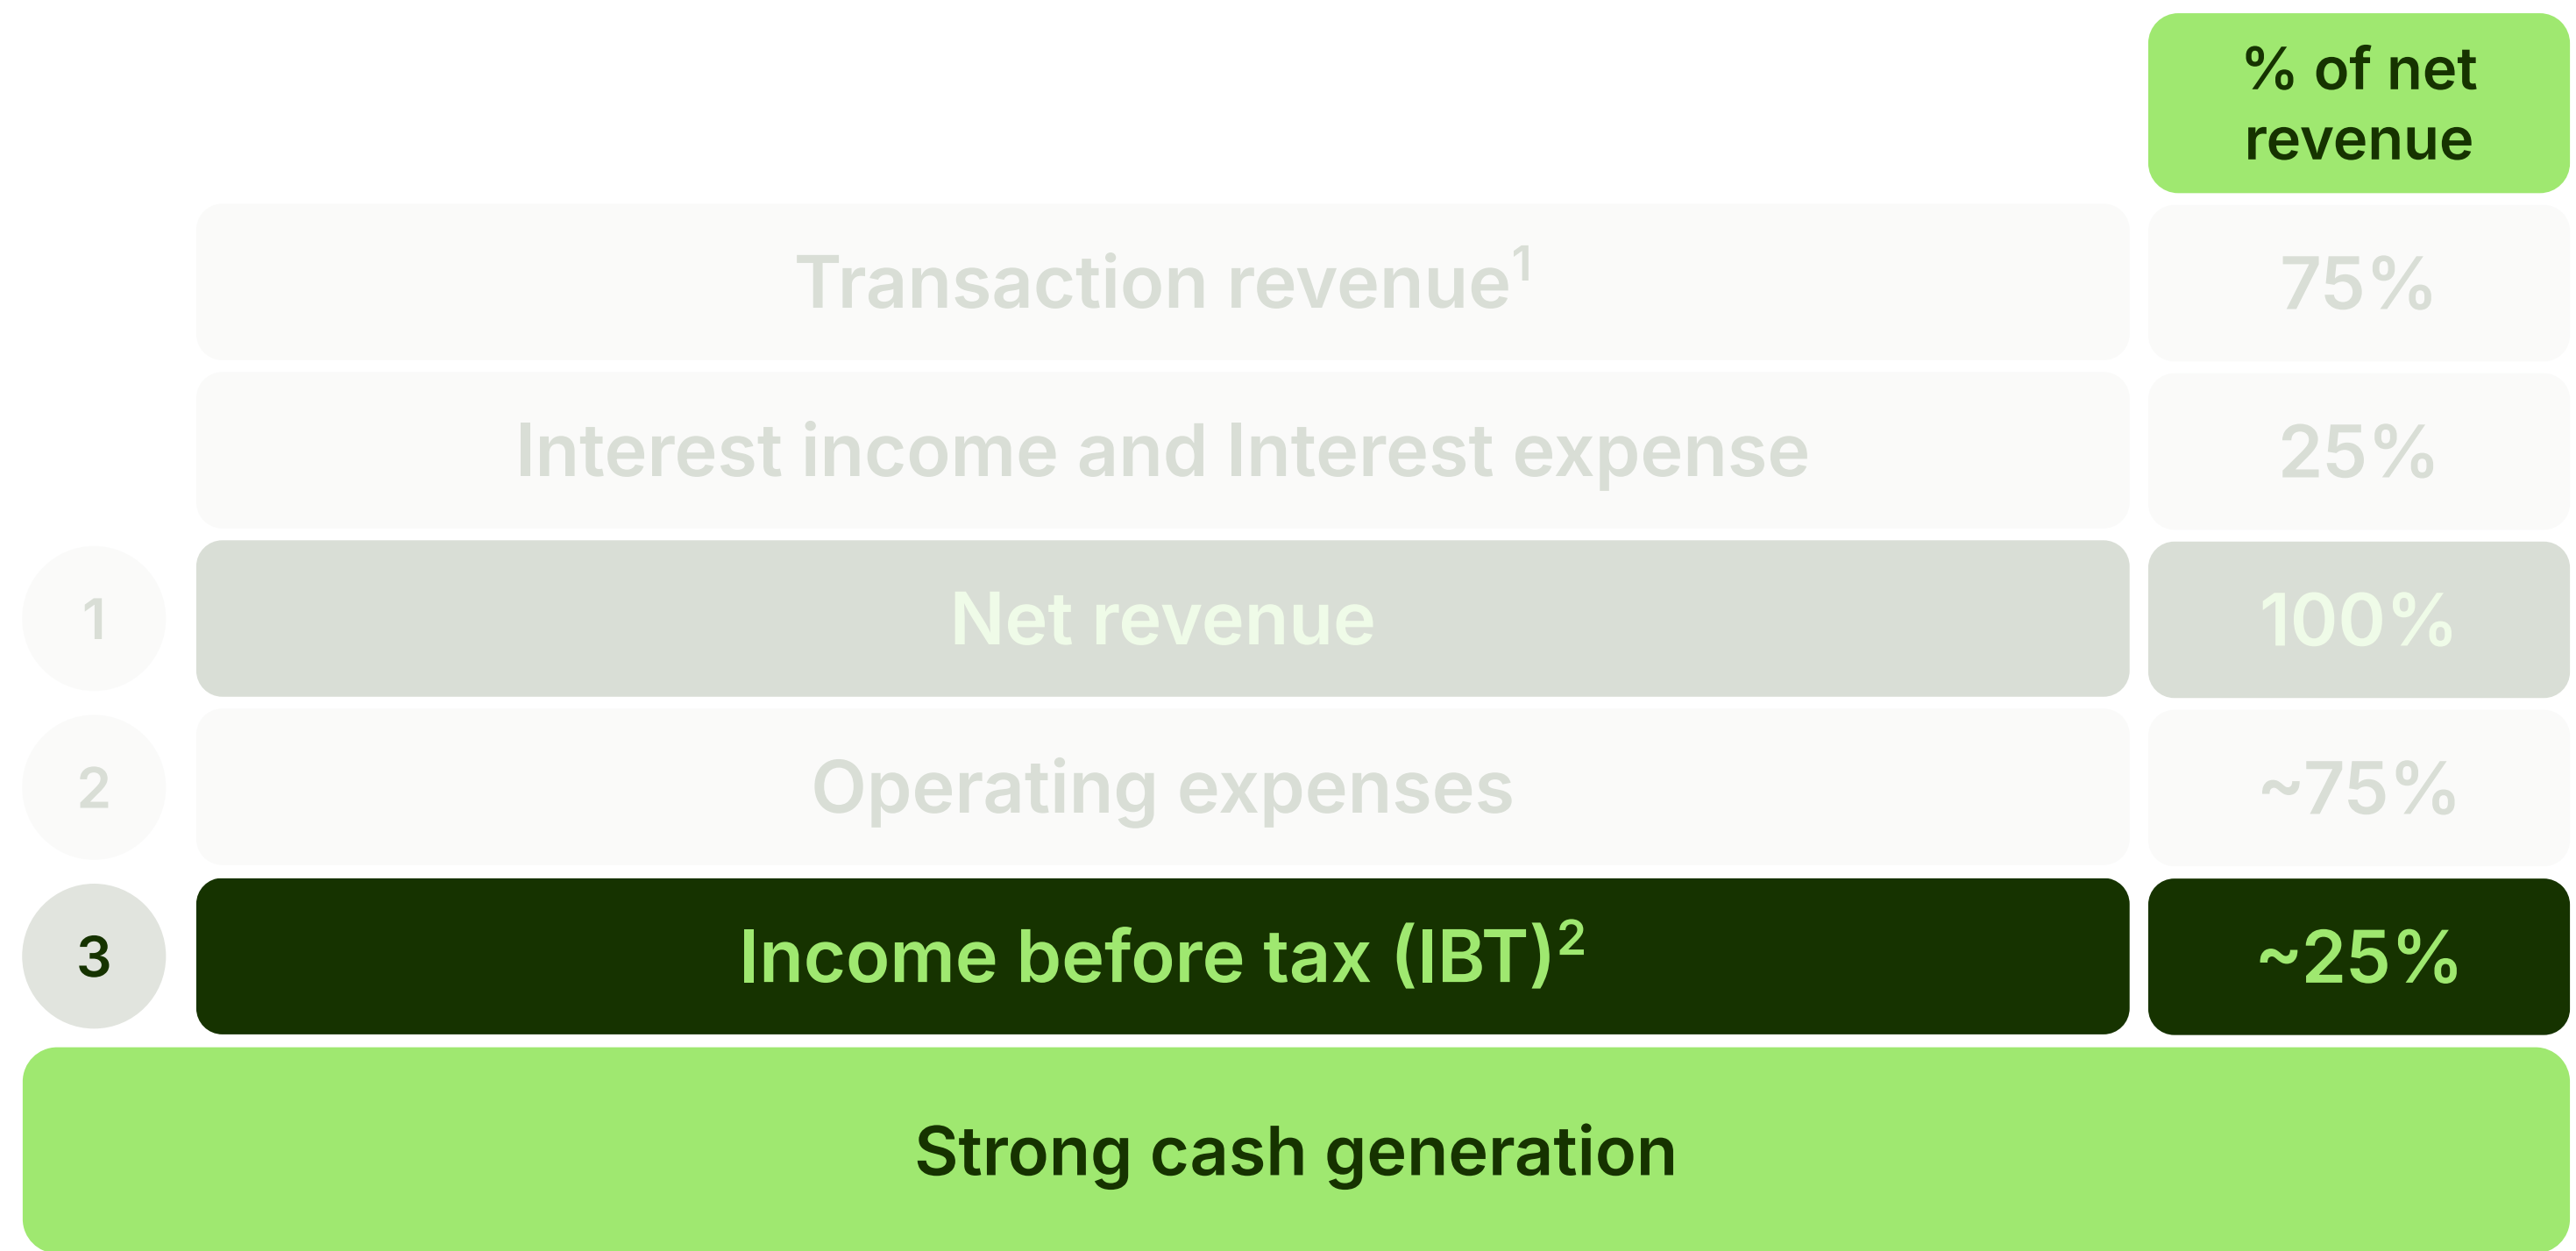 % of net
revenue
Transaction revenue¹ 75%
Interest income and Interest expense 25%
1 Net revenue 100%
2 Operating expenses ~75%
3 Income before tax (IBT)² ~25%
Strong cash generation